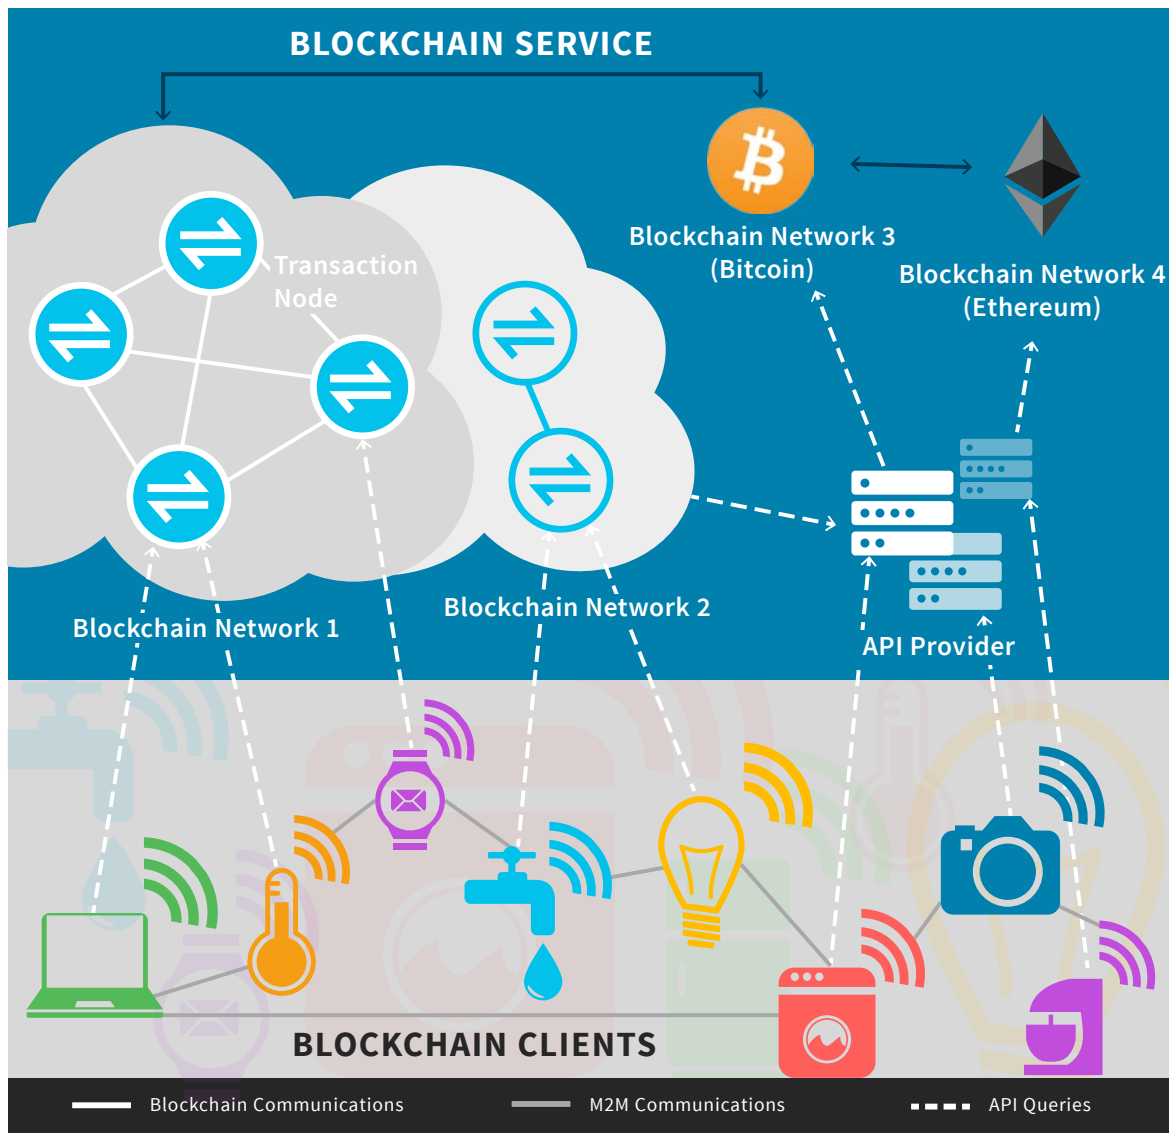 BLOCKCHAIN SERVICE
Transaction
Node
Blockchain Network 3
(Bitcoin)
Blockchain Network 4
(Ethereum)
Blockchain Network 1
Blockchain Network 2
API Provider
BLOCKCHAIN CLIENTS
Blockchain Communications
M2M Communications
API Queries